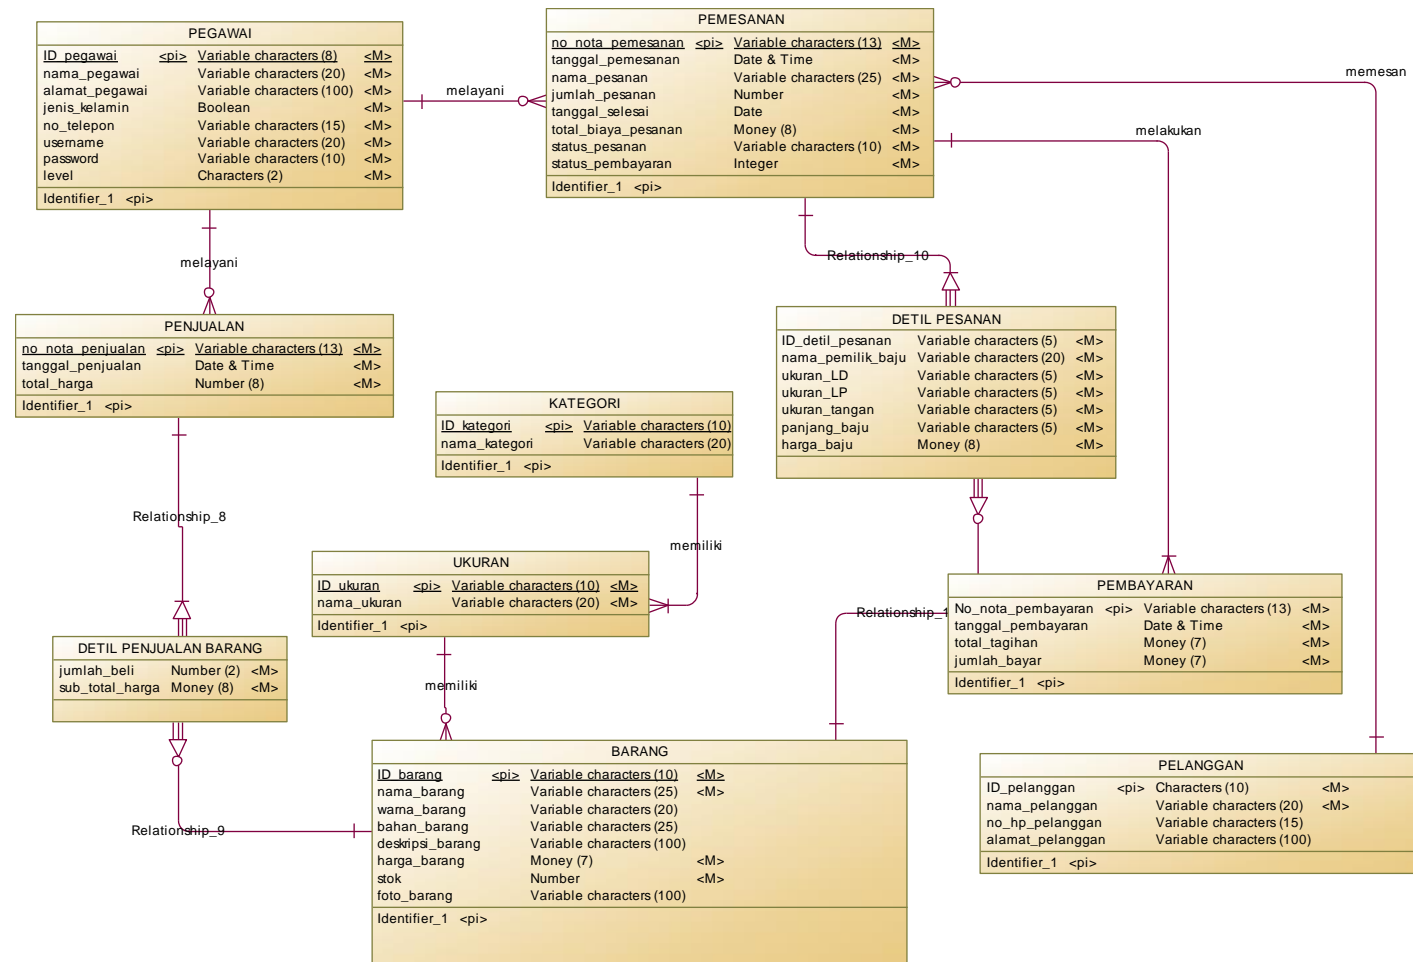 PEGAWAI
ID_pegawai <pi> Variable characters (8) <M>
nama_pegawai Variable characters (20) <M>
alamat_pegawai Variable characters (100) <M>
jenis_kelamin Boolean <M>
no_telepon Variable characters (15) <M>
username Variable characters (20) <M>
password Variable characters (10) <M>
level Characters (2) <M>
Identifier_1 <pi>
melayani
PEMESANAN
no_nota_pemesanan <pi> Variable characters (13) <M>
tanggal_pemesanan Date & Time <M>
nama_pesanan Variable characters (25) <M>
jumlah_pesanan Number <M>
tanggal_selesai Date <M>
total_biaya_pesanan Money (8) <M>
status_pesanan Variable characters (10) <M>
status_pembayaran Integer <M>
Identifier_1 <pi>
memesan
melakukan
melayani
Relationship_10
PENJUALAN
no_nota_penjualan <pi> Variable characters (13) <M>
tanggal_penjualan Date & Time <M>
total_harga Number (8) <M>
Identifier_1 <pi>
DETIL PESANAN
ID_detil_pesanan Variable characters (5) <M>
nama_pemilik_baju Variable characters (20) <M>
ukuran_LD Variable characters (5) <M>
ukuran_LP Variable characters (5) <M>
ukuran_tangan Variable characters (5) <M>
panjang_baju Variable characters (5) <M>
harga_baju Money (8) <M>
KATEGORI
ID_kategori <pi> Variable characters (10)
nama_kategori Variable characters (20)
Identifier_1 <pi>
Relationship_8
memiliki
UKURAN
ID_ukuran <pi> Variable characters (10) <M>
nama_ukuran Variable characters (20) <M>
Identifier_1 <pi>
PEMBAYARAN
No_nota_pembayaran <pi> Variable characters (13) <M>
tanggal_pembayaran Date & Time <M>
total_tagihan Money (7) <M>
jumlah_bayar Money (7) <M>
Identifier_1 <pi>
Relationship_1
DETIL PENJUALAN BARANG
jumlah_beli Number (2) <M>
sub_total_harga Money (8) <M>
memiliki
Relationship_9
BARANG
ID_barang <pi> Variable characters (10) <M>
nama_barang Variable characters (25) <M>
warna_barang Variable characters (20)
bahan_barang Variable characters (25)
deskripsi_barang Variable characters (100)
harga_barang Money (7) <M>
stok Number <M>
foto_barang Variable characters (100)
Identifier_1 <pi>
PELANGGAN
ID_pelanggan <pi> Characters (10) <M>
nama_pelanggan Variable characters (20) <M>
no_hp_pelanggan Variable characters (15)
alamat_pelanggan Variable characters (100)
Identifier_1 <pi>